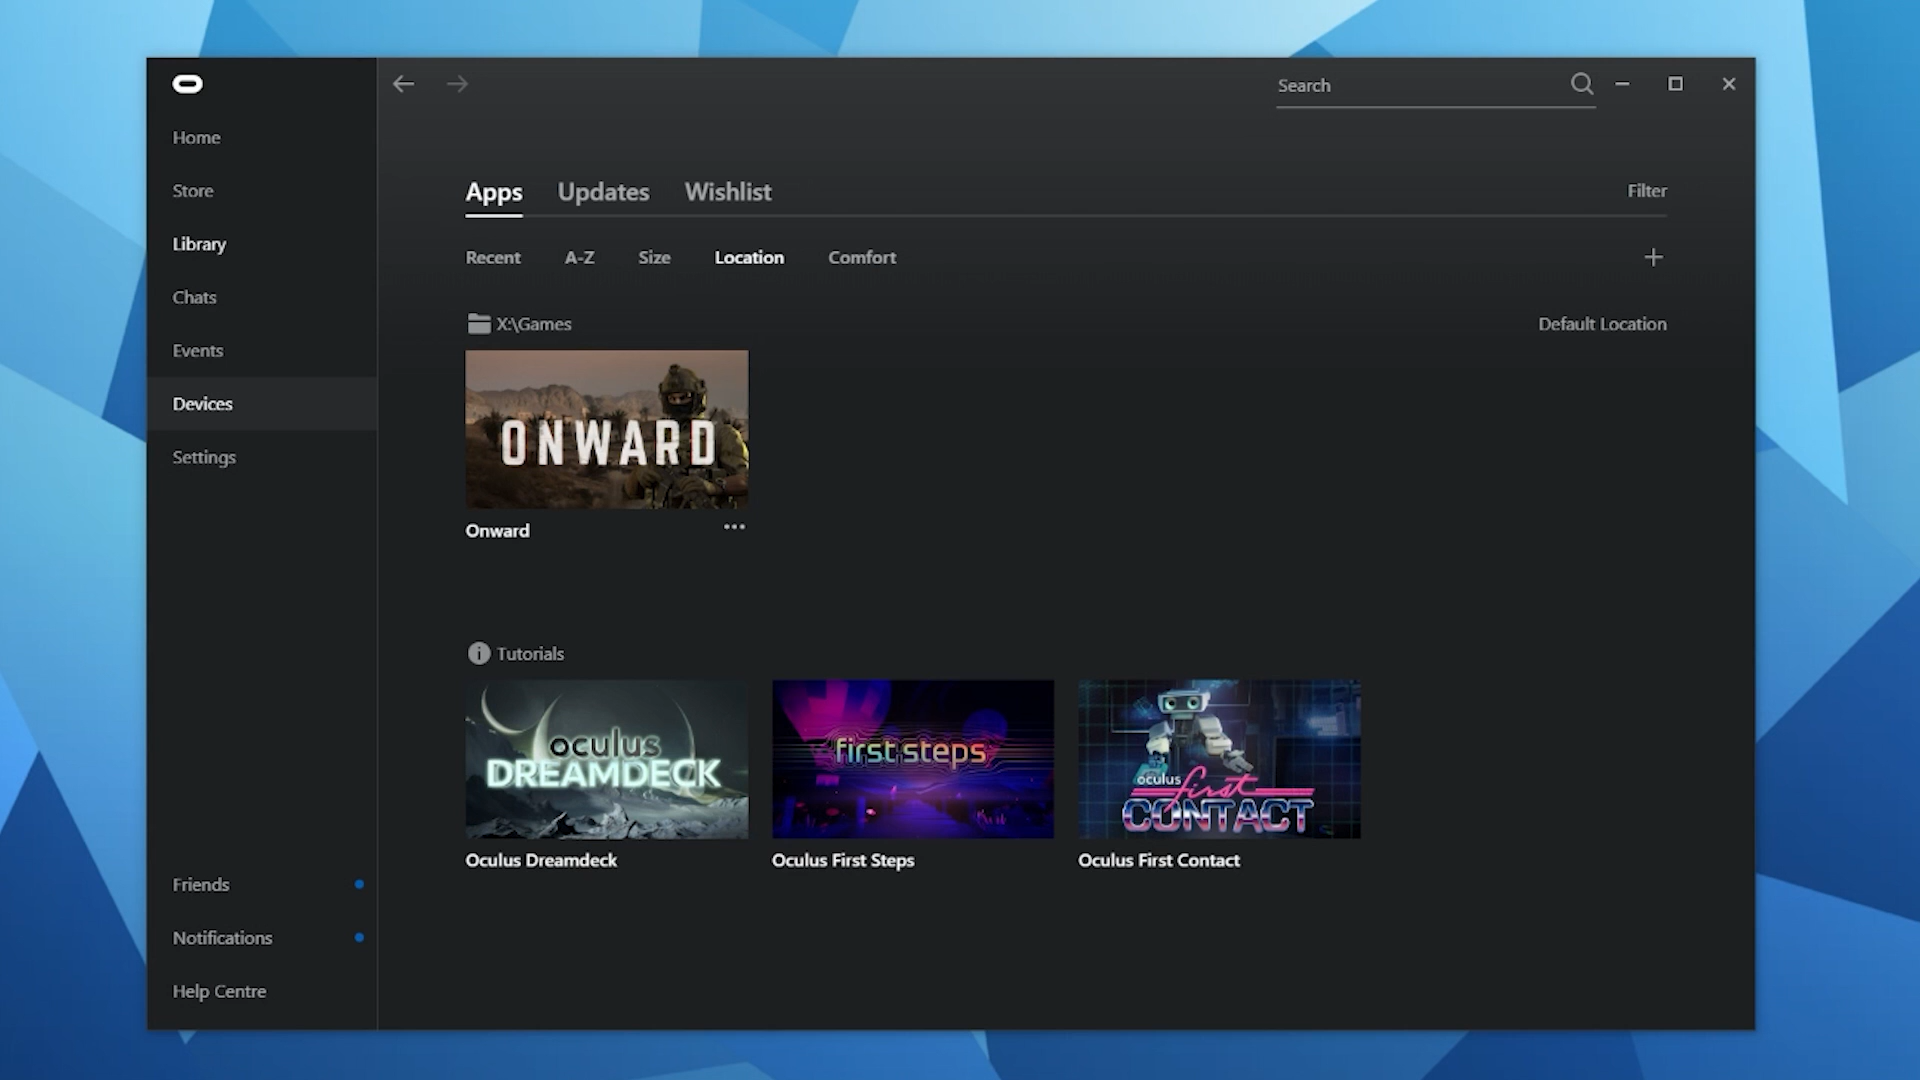 Home
Store
Library
Chats
Events
Devices
Settings
Friends
Notifications
Help Centre
Search
Apps Updates Wishlist Filter
Recent A-Z Size Location Comfort
X:\Games Default Location
ONWARD
Onward
Tutorials
oculus
DREAMDECK
Oculus Dreamdeck
first steps
Oculus First Steps
oculus first
CONTACT
Oculus First Contact